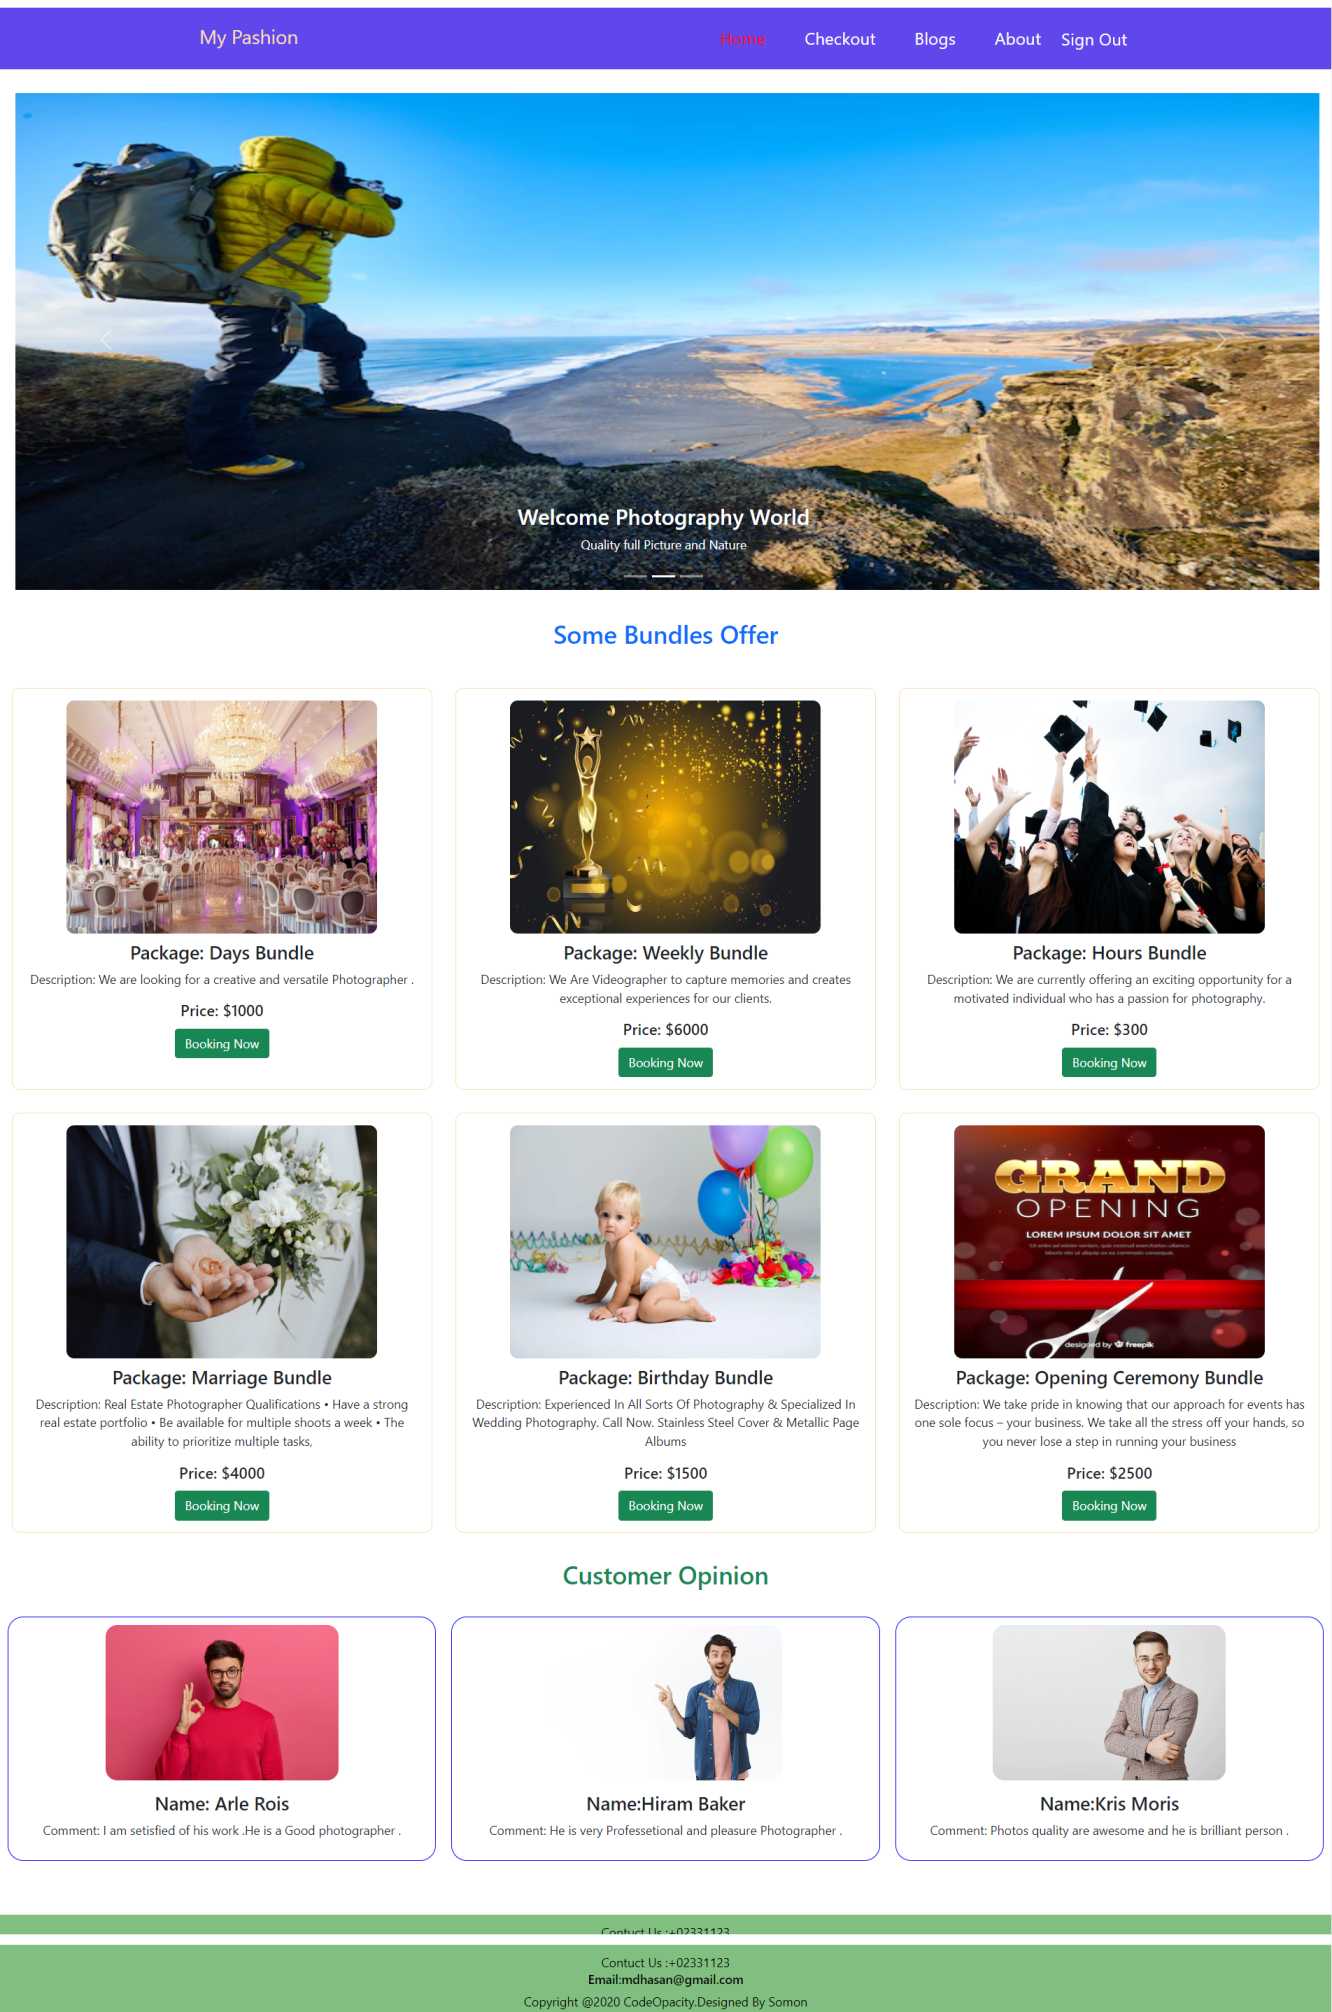 My Pashion
Home Checkout Blogs About Sign Out
Welcome Photography World
Quality full Picture and Nature
Some Bundles Offer
Package: Days Bundle
Description: We are looking for a creative and versatile Photographer .
Price: $1000
Booking Now
Package: Weekly Bundle
Description: We Are Videographer to capture memories and creates
exceptional experiences for our clients.
Price: $6000
Booking Now
Package: Hours Bundle
Description: We are currently offering an exciting opportunity for a
motivated individual who has a passion for photography.
Price: $300
Booking Now
Package: Marriage Bundle
Description: Real Estate Photographer Qualifications • Have a strong
real estate portfolio • Be available for multiple shoots a week • The
ability to prioritize multiple tasks,
Price: $4000
Booking Now
Package: Birthday Bundle
Description: Experienced In All Sorts Of Photography & Specialized In
Wedding Photography. Call Now. Stainless Steel Cover & Metallic Page
Albums
Price: $1500
Booking Now
GRAND
OPENING
LOREM IPSUM DOLOR SIT AMET
designed by freepik
Package: Opening Ceremony Bundle
Description: We take pride in knowing that our approach for events has
one sole focus – your business. We take all the stress off your hands, so
you never lose a step in running your business
Price: $2500
Booking Now
Customer Opinion
Name: Arle Rois
Comment: I am setisfied of his work .He is a Good photographer .
Name:Hiram Baker
Comment: He is very Professetional and pleasure Photographer .
Name:Kris Moris
Comment: Photos quality are awesome and he is brilliant person .
Contuct Us :+02331123
Contuct Us :+02331123
Email:mdhasan@gmail.com
Copyright @2020 CodeOpacity.Designed By Somon